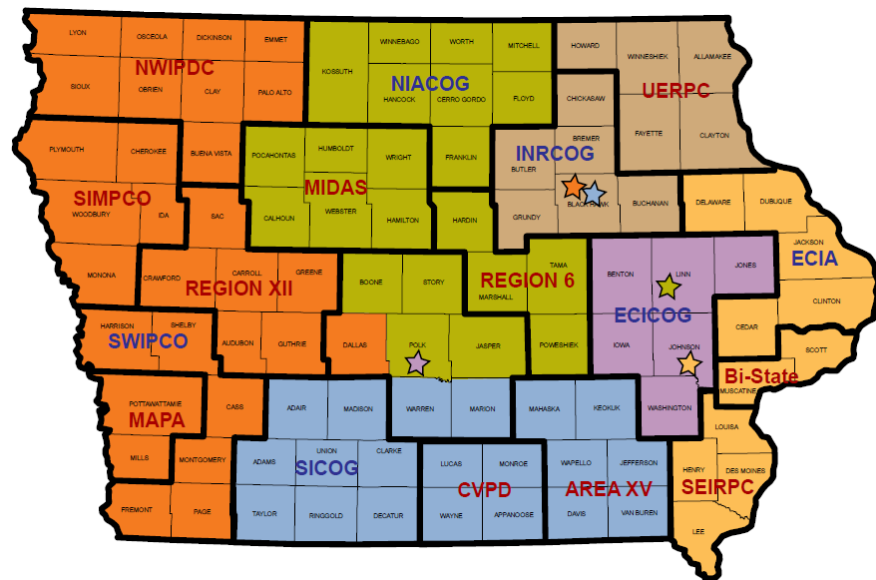 LYON
OSCEOLA
DICKINSON
EMMET
NWIPDC
SIOUX
OBRIEN
CLAY
PALO ALTO
KOSSUTH
WINNEBAGO
WORTH
MITCHELL
NIACOG
HANCOCK
CERRO GORDO
FLOYD
HOWARD
WINNESHIEK
ALLAMAKEE
UERPC
CHICKASAW
FAYETTE
CLAYTON
PLYMOUTH
CHEROKEE
BUENA VISTA
SIMPCO
WOODBURY
IDA
MONONA
POCAHONTAS
HUMBOLDT
WRIGHT
MIDAS
CALHOUN
WEBSTER
HAMILTON
FRANKLIN
BREMER
INRCOG
BUTLER
GRUNDY
BLACK HAWK
BUCHANAN
HARDIN
SAC
CRAWFORD
CARROLL
GREENE
REGION XII
AUDUBON
GUTHRIE
DALLAS
BOONE
STORY
POLK
JASPER
TAMA
REGION 6
MARSHALL
POWESHIEK
BENTON
LINN
JONES
ECICOG
IOWA
JOHNSON
WASHINGTON
DELAWARE
DUBUQUE
JACKSON
ECIA
CLINTON
CEDAR
SCOTT
Bi-State
MUSCATINE
HARRISON
SHELBY
SWIPCO
POTTAWATTAMIE
MAPA
MILLS
CASS
MONTGOMERY
FREMONT
PAGE
ADAIR
MADISON
WARREN
MARION
MAHASKA
KEOKUK
ADAMS
UNION
CLARKE
SICOG
TAYLOR
RINGGOLD
DECATUR
LUCAS
MONROE
CVPD
WAYNE
APPANOOSE
WAPELLO
JEFFERSON
AREA XV
DAVIS
VAN BUREN
LOUISA
HENRY
DES MOINES
SEIRPC
LEE